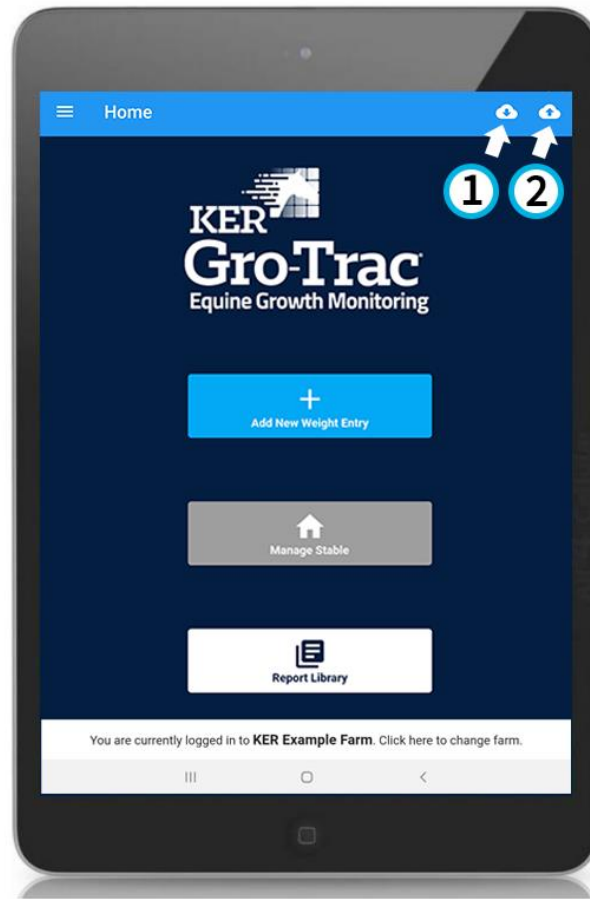 Home
1 2
KER
Gro-Trac
Equine Growth Monitoring
Add New Weight Entry
Manage Stable
Report Library
You are currently logged in to KER Example Farm. Click here to change farm.